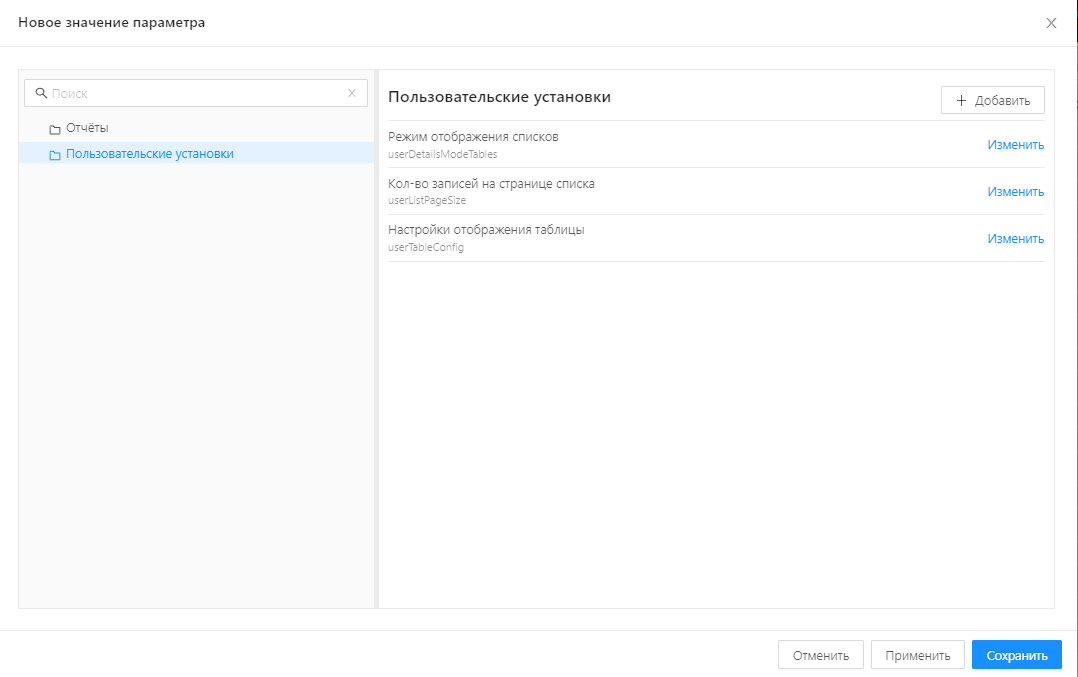 Новое значение параметра
Поиск
Отчёты
Пользовательские установки
Пользовательские установки
Добавить
Режим отображения списков
userDetailsModeTables
Изменить
Кол-во записей на странице списка
userListPageSize
Изменить
Настройки отображения таблицы
userTableConfig
Изменить
Отменить
Применить
Сохранить